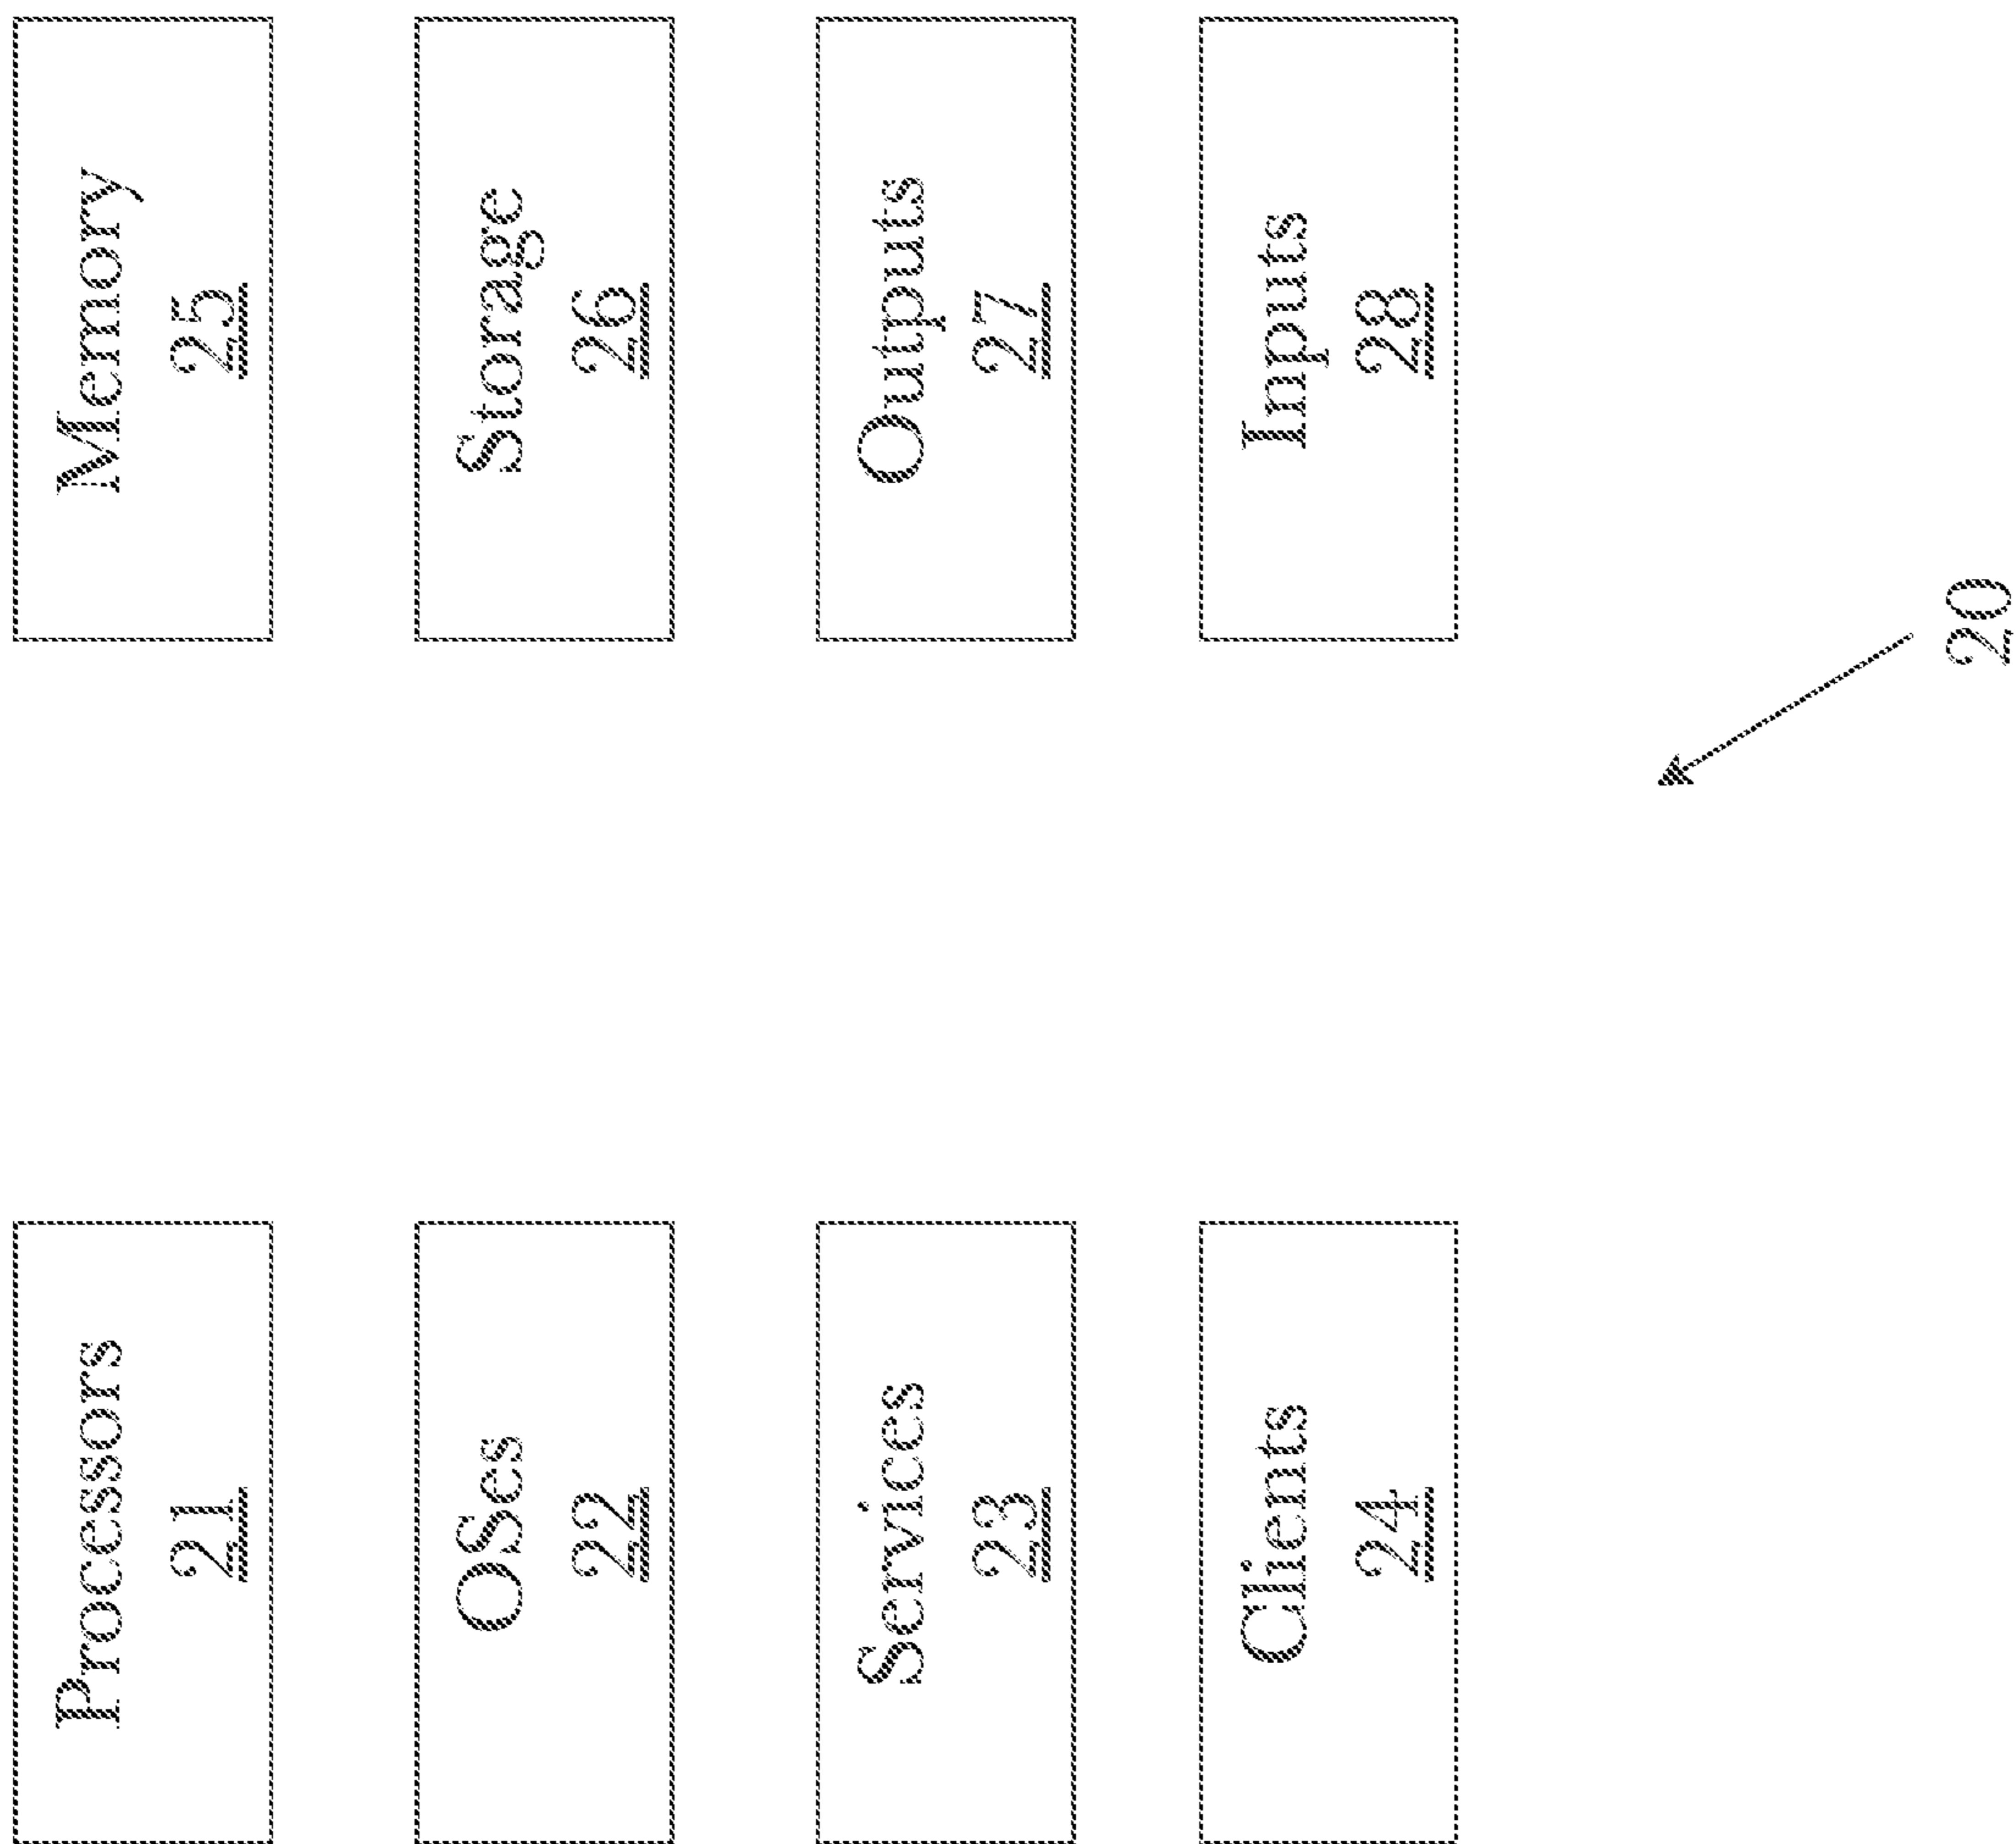 Processors
21
Memory
25
OSes
22
Storage
26
Services
23
Outputs
27
Clients
24
Inputs
28
20